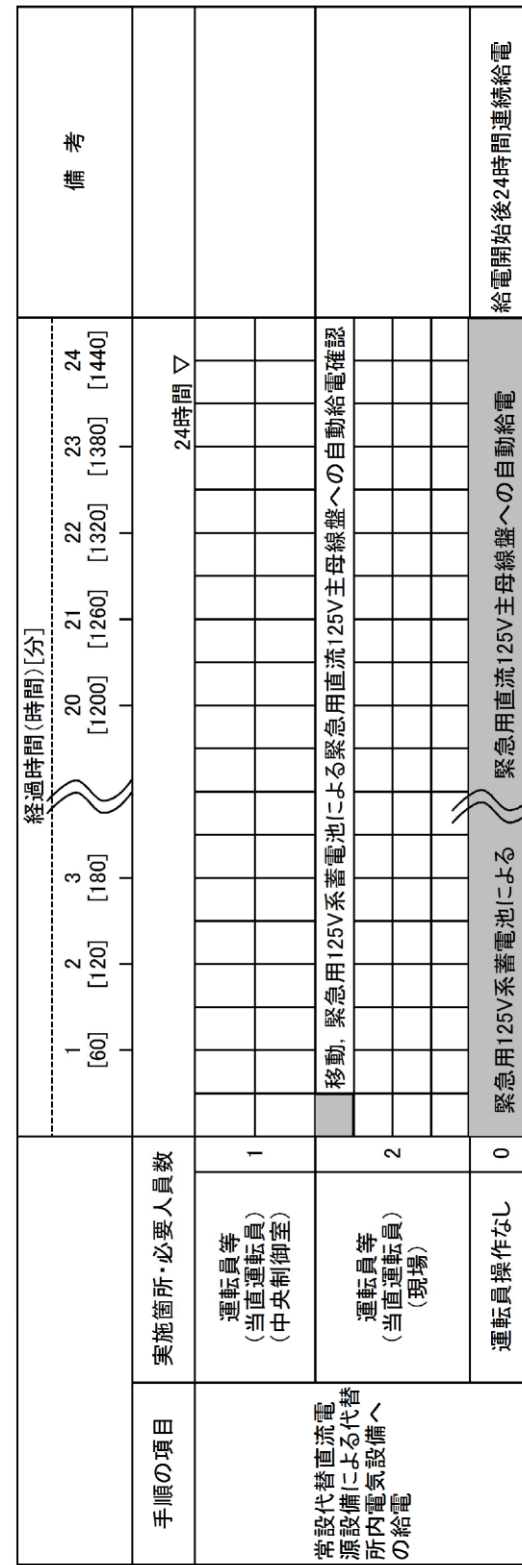 経過時間(時間)[分]
備 考
1 2 3 20 21 22 23 24
[60] [120] [180] [1200] [1260] [1320] [1380] [1440]
手順の項目
実施箇所・必要人員数
24時間 ▽
常設代替直流電
源設備による代替
所内電気設備へ
の給電
運転員等
(当直運転員)
(中央制御室)
1
運転員等
(当直運転員)
(現場)
2
移動, 緊急用125V系蓄電池による緊急用直流125V主母線盤への自動給電確認
運転員操作なし
0
緊急用125V系蓄電池による 緊急用直流125V主母線盤への自動給電
給電開始後24時間連続給電